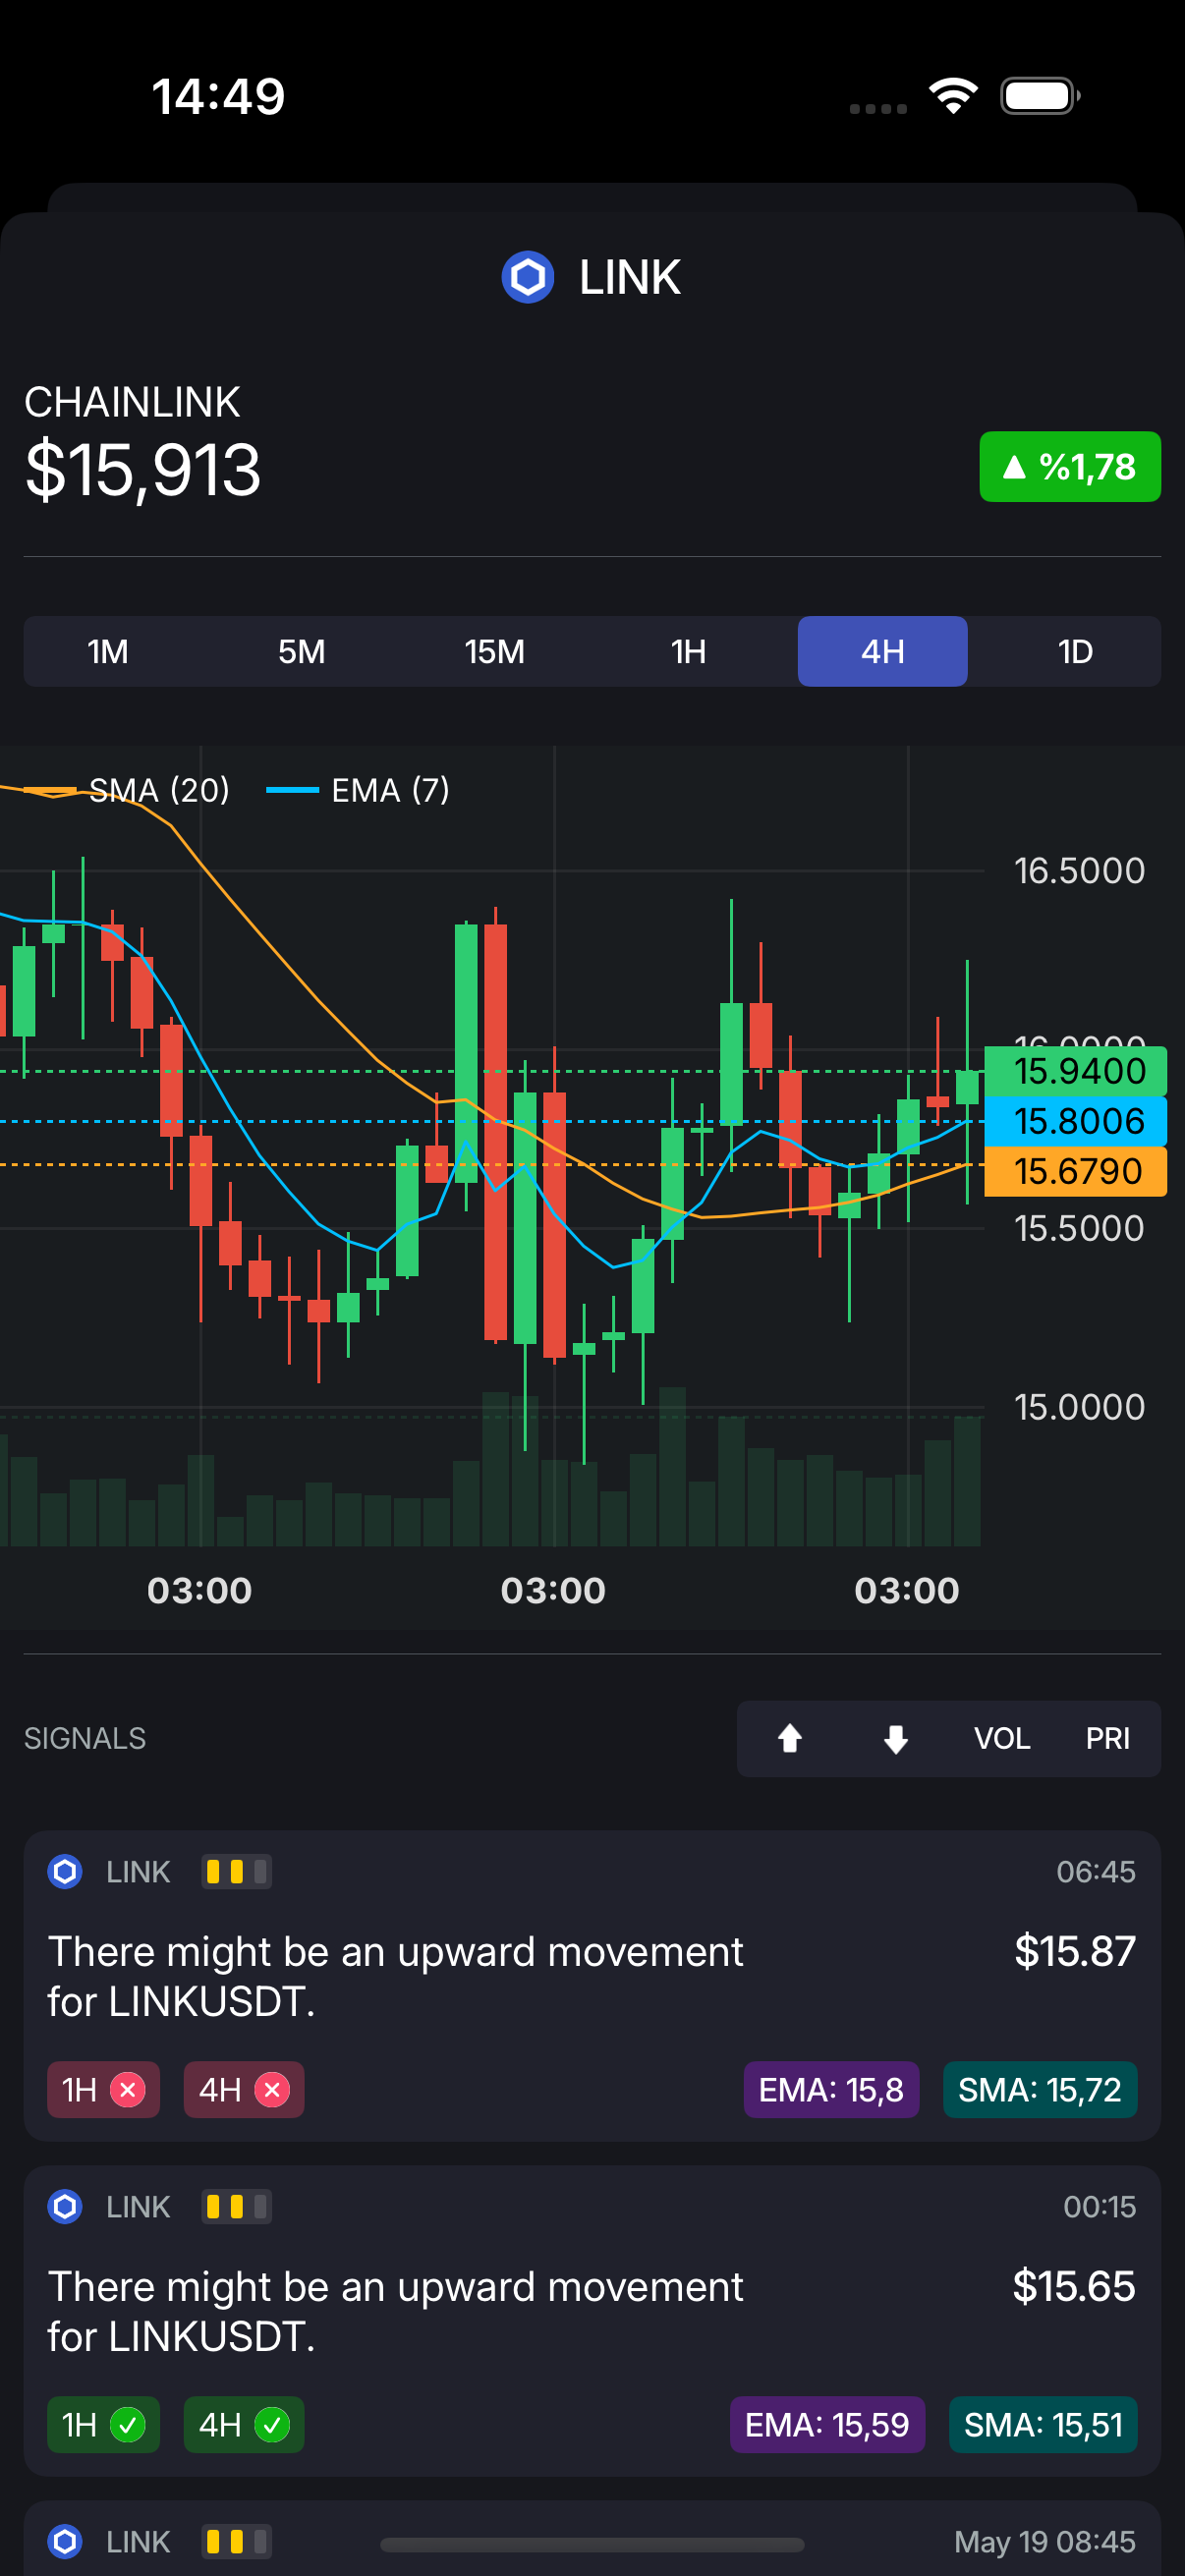 14:49
LINK
CHAINLINK
$15,913
▲ %1,78
1M 5M 15M 1H 4H 1D
SMA (20) EMA (7)
16.5000
16.0000
15.9400
15.8006
15.6790
15.5000
15.0000
03:00 03:00 03:00
SIGNALS
VOL PRI
LINK 06:45
There might be an upward movement $15.87
for LINKUSDT.
1H 4H EMA: 15,8 SMA: 15,72
LINK 00:15
There might be an upward movement $15.65
for LINKUSDT.
1H 4H EMA: 15,59 SMA: 15,51
LINK May 19 08:45